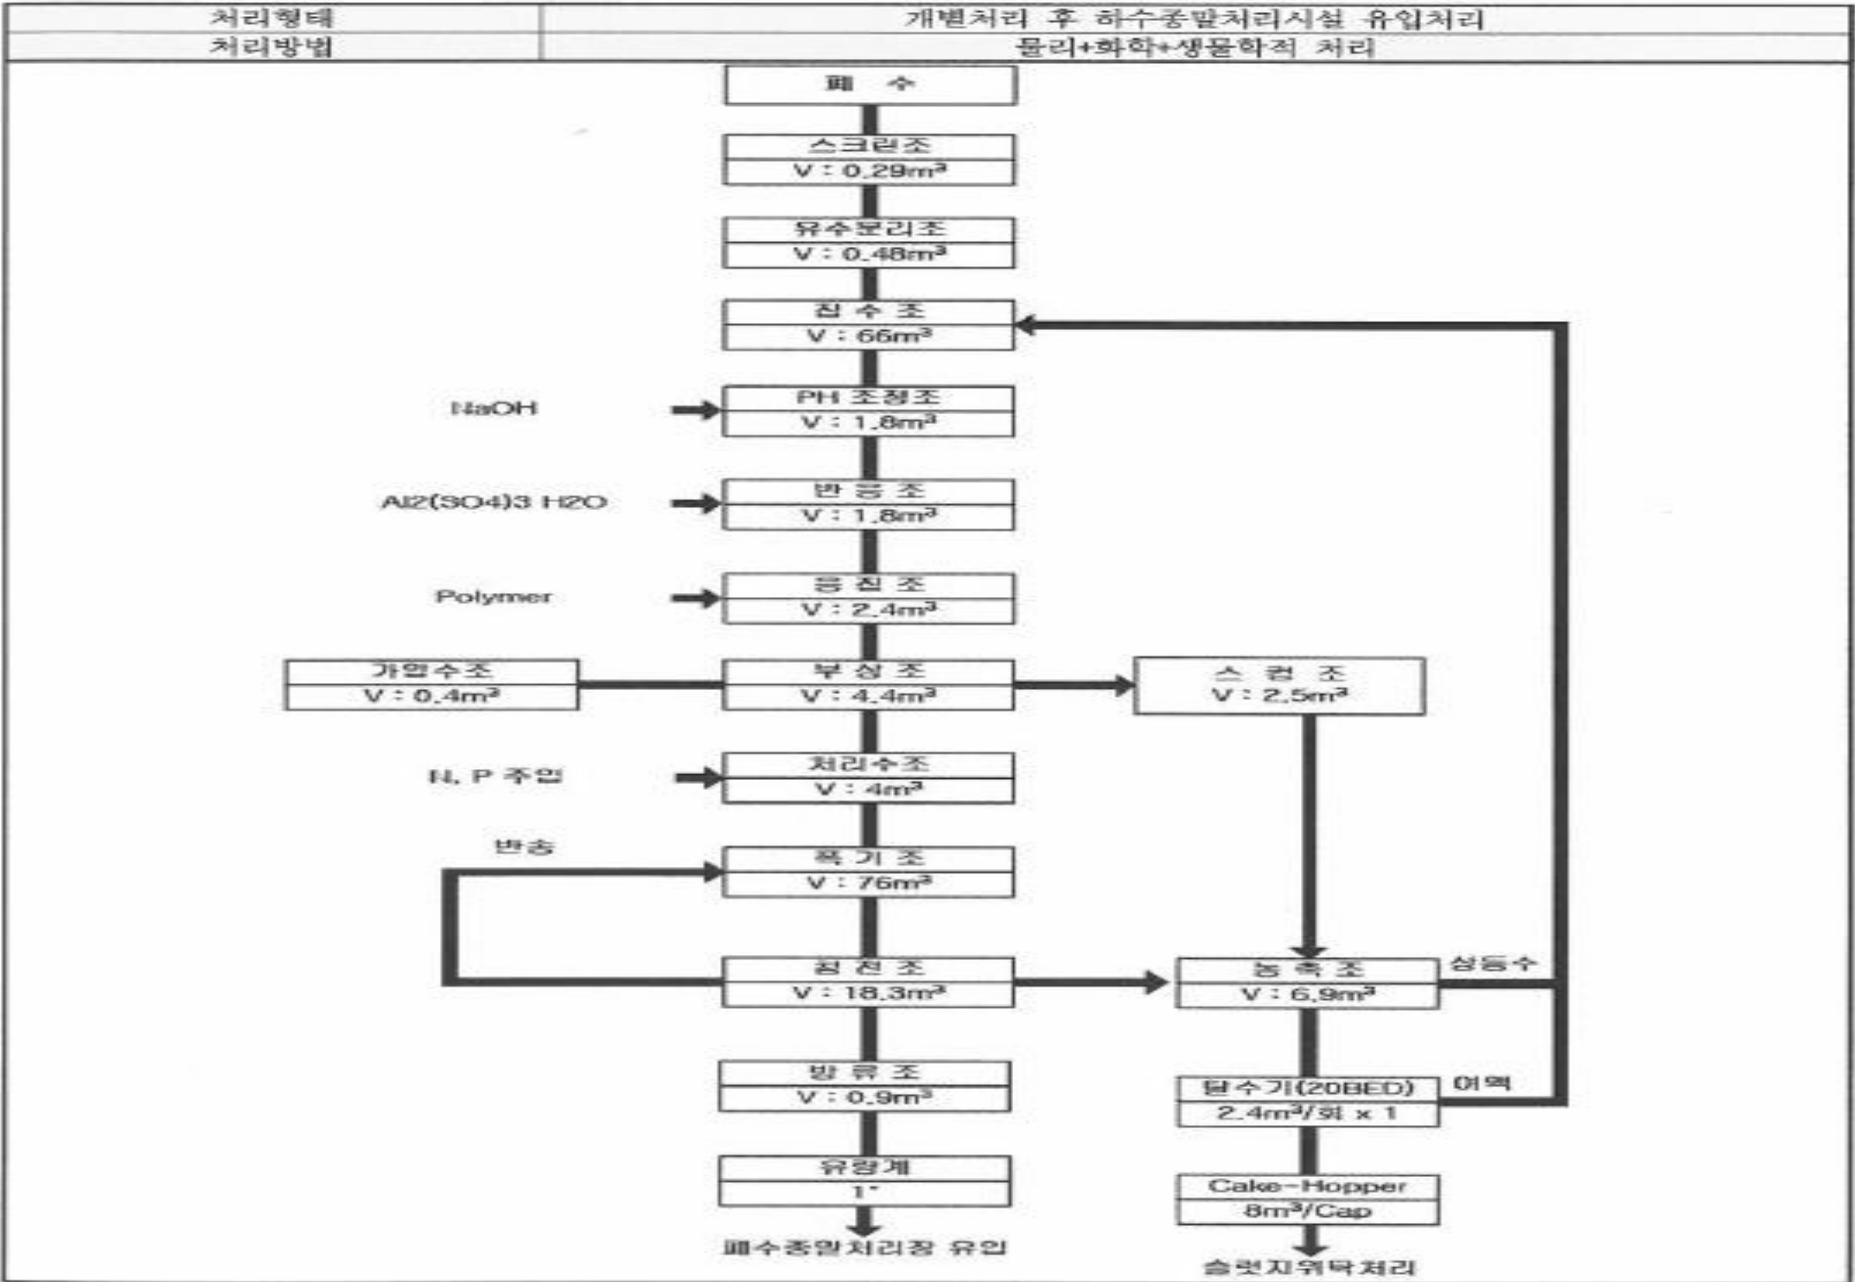 처리형태 개별처리 후 하수종말처리시설 유입처리
처리방법 물리+화학+생물학적 처리
폐 수
스크린조
V : 0.29m³
유수분리조
V : 0.48m³
집 수 조
V : 66m³
NaOH
PH 조정조
V : 1.8m³
Al2(SO4)3 H2O
반 응 조
V : 1.8m³
Polymer
응 집 조
V : 2.4m³
가압수조
V : 0.4m³
부 상 조
V : 4.4m³
스 컴 조
V : 2.5m³
N, P 주입
처리수조
V : 4m³
반송
폭 기 조
V : 76m³
침 전 조
V : 18.3m³
농 축 조
V : 6.9m³
상등수
방 류 조
V : 0.9m³
탈수기(20BED)
2.4m³/회 x 1
여액
유량계
1"
Cake-Hopper
8m³/Cap
폐수종말처리장 유입
슬럿지위탁처리